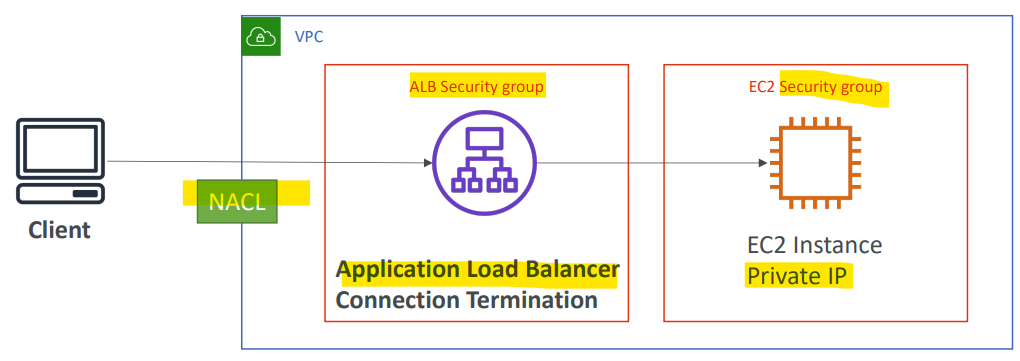 VPC
ALB Security group
EC2 Security group
NACL
Client
Application Load Balancer
Connection Termination
EC2 Instance
Private IP